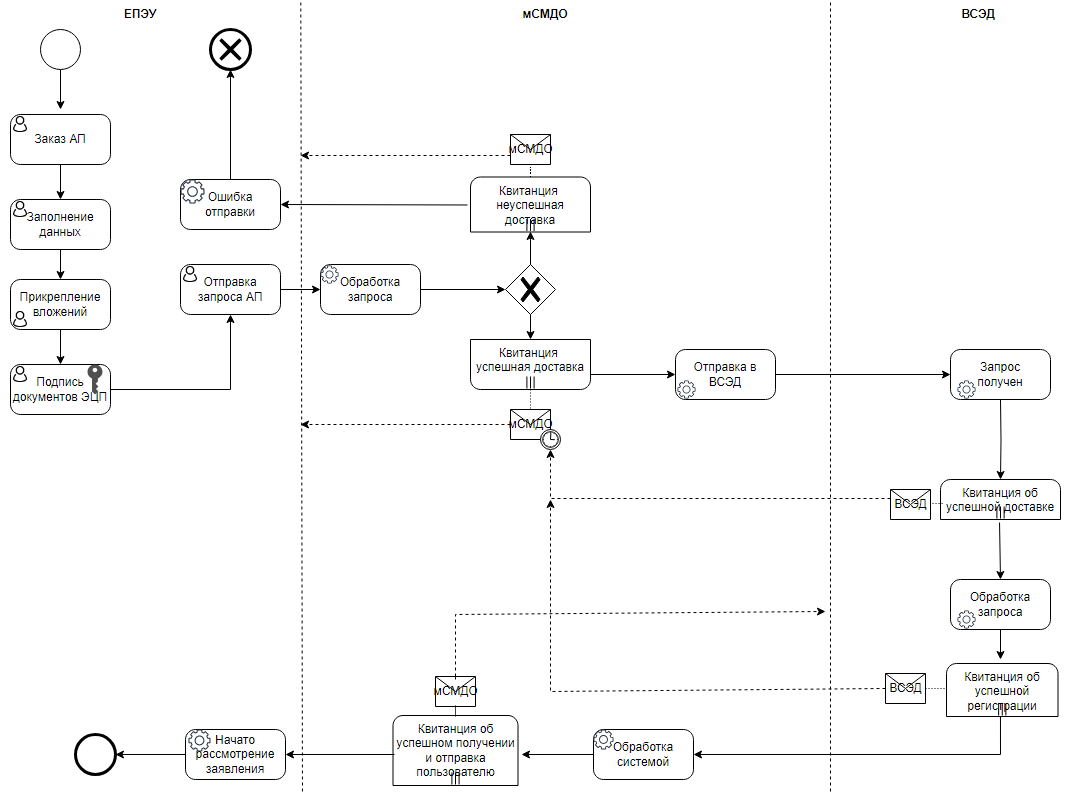 ЕПЭУ
мСМДО
ВСЭД
Заказ АП
Заполнение
данных
Прикрепление
вложений
Подпись
документов ЭЦП
Ошибка
отправки
Отправка
запроса АП
Обработка
запроса
мСМДО
Квитанция
неуспешная
доставка
Квитанция
успешная доставка
мСМДО
Отправка в
ВСЭД
Запрос
получен
ВСЭД
Квитанция об
успешной доставке
Обработка
запроса
ВСЭД
Квитанция об
успешной
регистрации
мСМДО
Квитанция об
успешном получении
и отправка
пользователю
Обработка
системой
Начато
рассмотрение
заявления